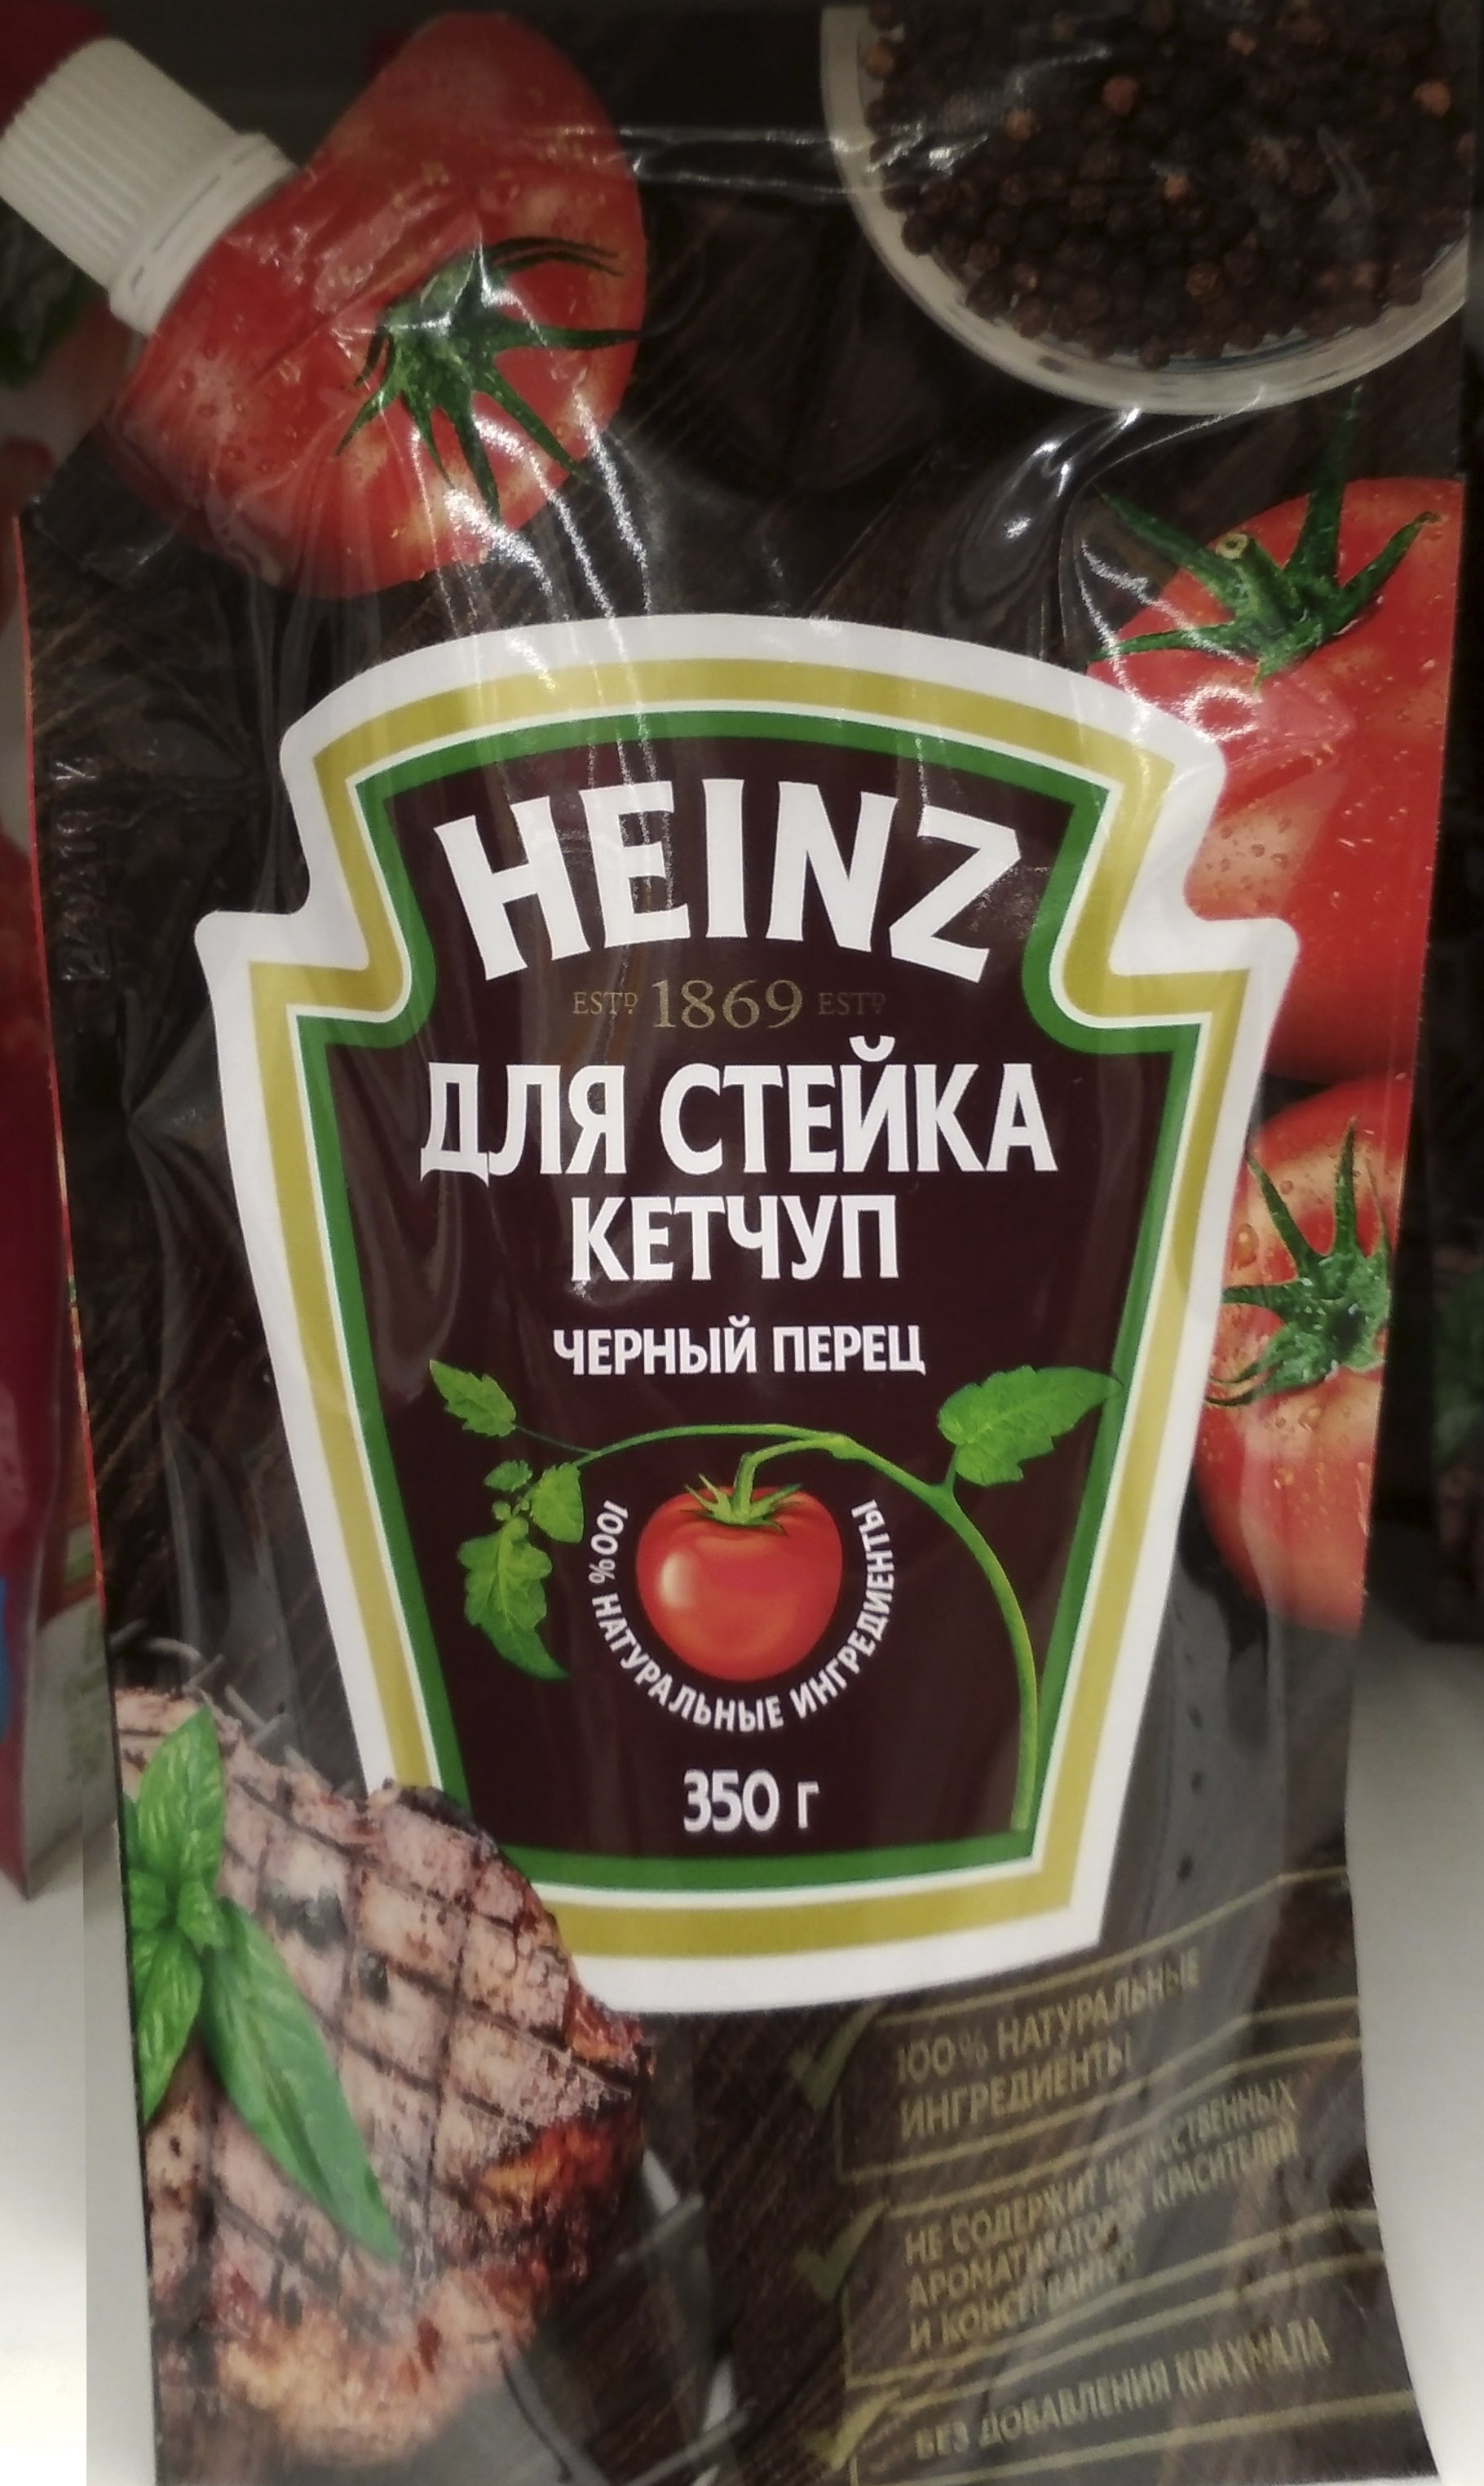 HEINZ
ESTD 1869 ESTD
ДЛЯ СТЕЙКА
КЕТЧУП
ЧЕРНЫЙ ПЕРЕЦ
100% НАТУРАЛЬНЫЕ ИНГРЕДИЕНТЫ
350 г
100% НАТУРАЛЬНЫЕ
ИНГРЕДИЕНТЫ
НЕ СОДЕРЖИТ ИСКУССТВЕННЫХ
АРОМАТИЗАТОРОВ, КРАСИТЕЛЕЙ
И КОНСЕРВАНТОВ
БЕЗ ДОБАВЛЕНИЯ КРАХМАЛА